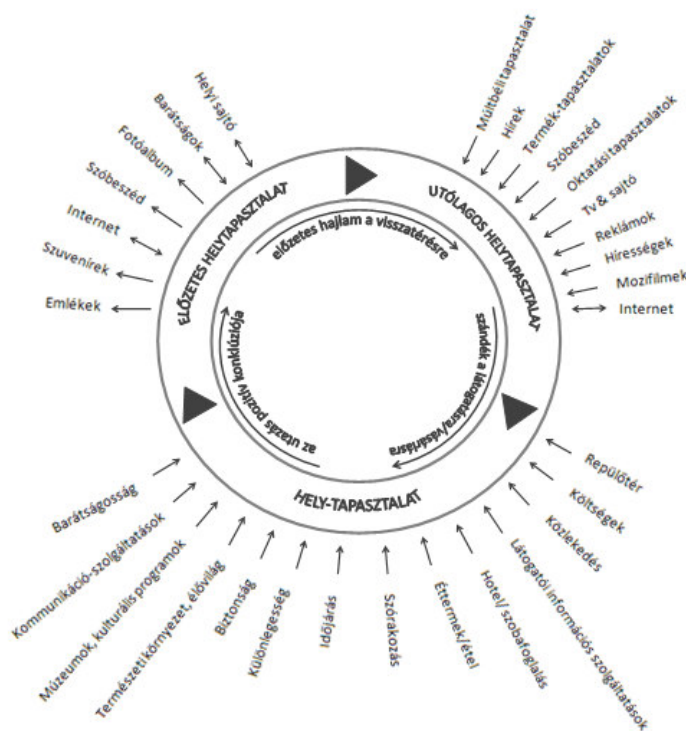 Helyi sajtó
Barátságok
Fotóalbum
Szóbeszéd
Internet
Szuvenírek
Emlékek
Múltbéli tapasztalat
Hírek
Termék-tapasztalatok
Szóbeszéd
Oktatási tapasztalatok
Tv & sajtó
Reklámok
Hírességek
Mozifilmek
Internet
ELŐZETES HELYTAPASZTALAT
UTÓLAGOS HELYTAPASZTALAT
HELY-TAPASZTALAT
előzetes hajlam a visszatérésre
szándék a látogatásra/vásárlásra
az utazás pozitív konklúziója
Repülőtér
Költségek
Közlekedés
Látogatói információs szolgáltatások
Hotel/ szobafoglalás
Éttermek/étel
Szórakozás
Időjárás
Különlegesség
Biztonság
Természeti környezet, élővilág
Múzeumok, kulturális programok
Kommunikáció-szolgáltatások
Barátságosság